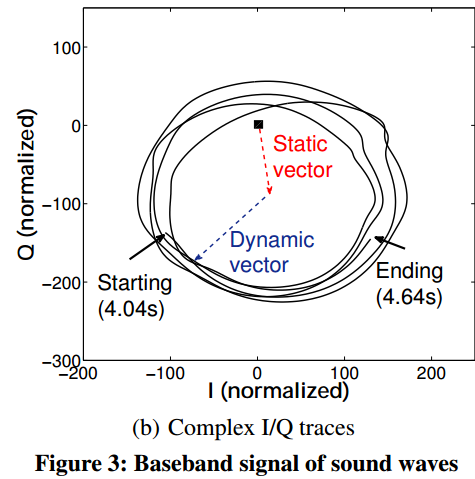 150
100
0
-100
-200
-300
-200
-100
0
100
200
Q (normalized)
I (normalized)
Static
vector
Dynamic
vector
Starting
(4.04s)
Ending
(4.64s)
(b) Complex I/Q traces
Figure 3: Baseband signal of sound waves